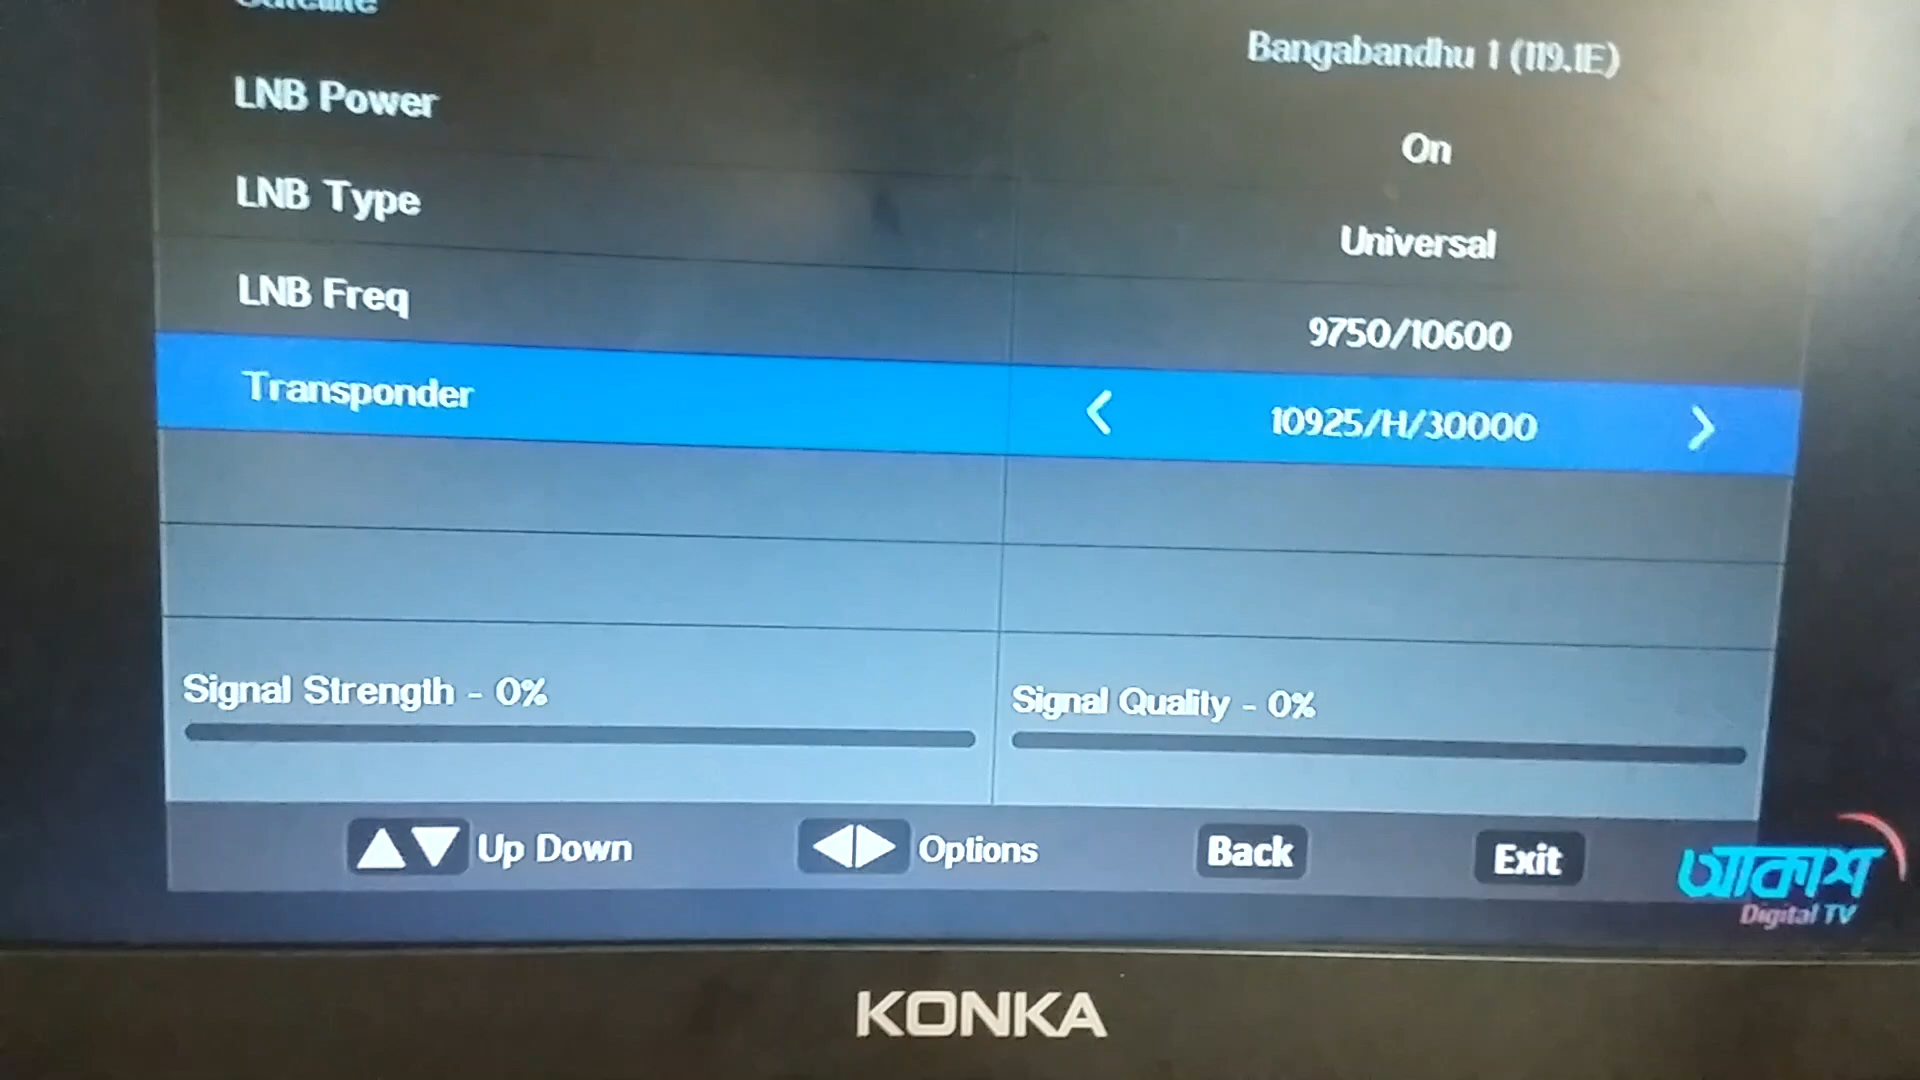 Satellite
Bangabandhu 1 (119.1E)
LNB Power
On
LNB Type
Universal
LNB Freq
9750/10600
Transponder
10925/H/30000
Signal Strength - 0%
Signal Quality - 0%
Up Down
Options
Back
Exit
আকাশ
Digital TV
KONKA